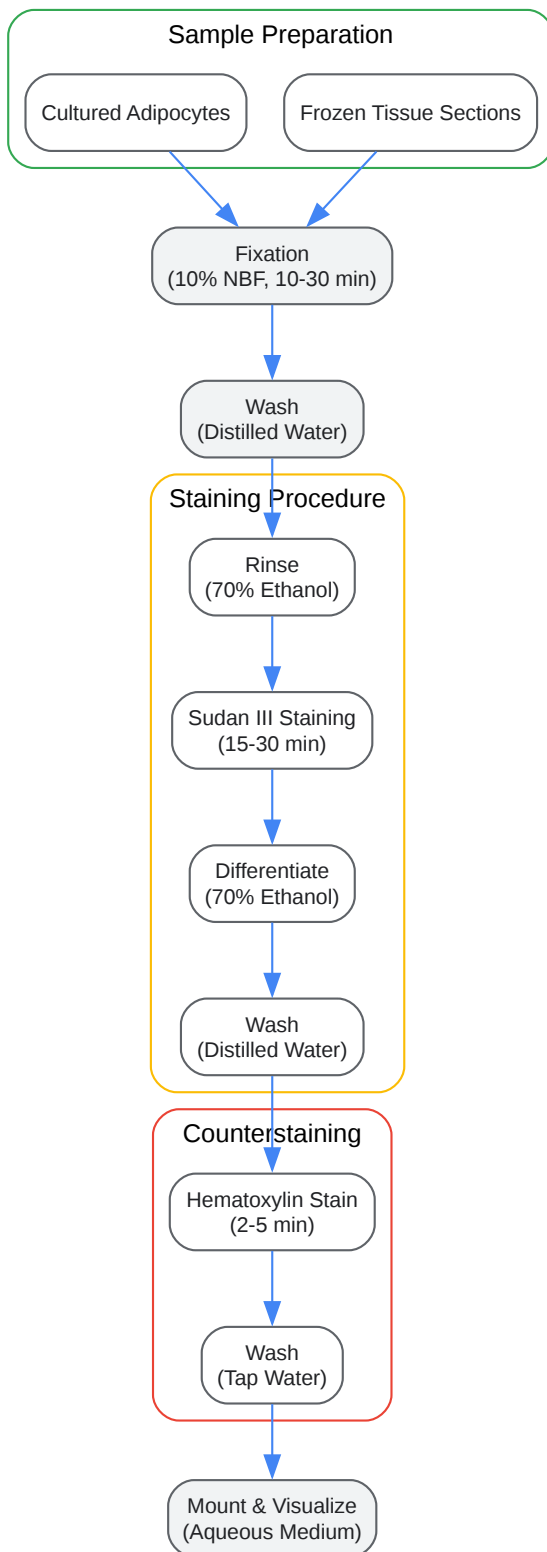 Sample Preparation
Cultured Adipocytes
Frozen Tissue Sections
Fixation
(10% NBF, 10-30 min)
Wash
(Distilled Water)
Staining Procedure
Rinse
(70% Ethanol)
Sudan III Staining
(15-30 min)
Differentiate
(70% Ethanol)
Wash
(Distilled Water)
Counterstaining
Hematoxylin Stain
(2-5 min)
Wash
(Tap Water)
Mount & Visualize
(Aqueous Medium)